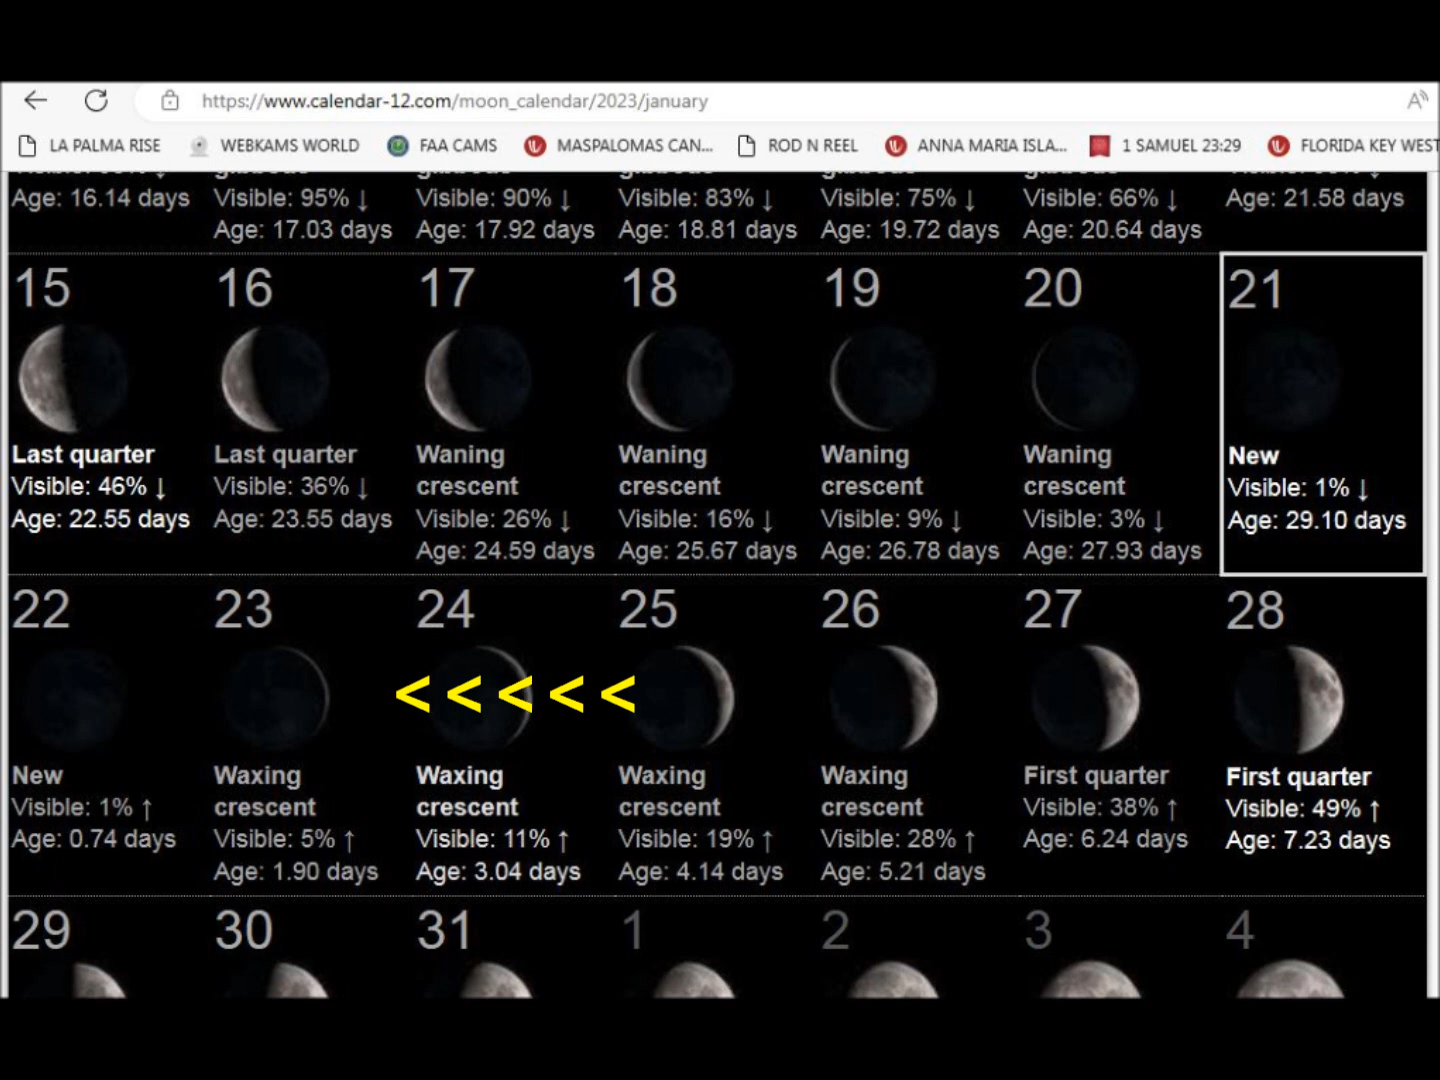 https://www.calendar-12.com/moon_calendar/2023/january
LA PALMA RISE WEBKAMS WORLD FAA CAMS MASPALOMAS CAN... ROD N REEL ANNA MARIA ISLA... 1 SAMUEL 23:29 FLORIDA KEY WEST
Visible: 95% ↓ Visible: 90% ↓ Visible: 83% ↓ Visible: 75% ↓ Visible: 66% ↓
Age: 16.14 days Age: 21.58 days
Age: 17.03 days Age: 17.92 days Age: 18.81 days Age: 19.72 days Age: 20.64 days
15 16 17 18 19 20 21
Last quarter Last quarter Waning Waning Waning Waning New
Visible: 46% ↓ Visible: 36% ↓ crescent crescent crescent crescent Visible: 1% ↓
Age: 22.55 days Age: 23.55 days Visible: 26% ↓ Visible: 16% ↓ Visible: 9% ↓ Visible: 3% ↓ Age: 29.10 days
Age: 24.59 days Age: 25.67 days Age: 26.78 days Age: 27.93 days
22 23 24 25 26 27 28
< < < < <
New Waxing Waxing Waxing Waxing First quarter First quarter
Visible: 1% ↑ crescent crescent crescent crescent Visible: 38% ↑ Visible: 49% ↑
Age: 0.74 days Visible: 5% ↑ Visible: 11% ↑ Visible: 19% ↑ Visible: 28% ↑ Age: 6.24 days Age: 7.23 days
Age: 1.90 days Age: 3.04 days Age: 4.14 days Age: 5.21 days
29 30 31 1 2 3 4